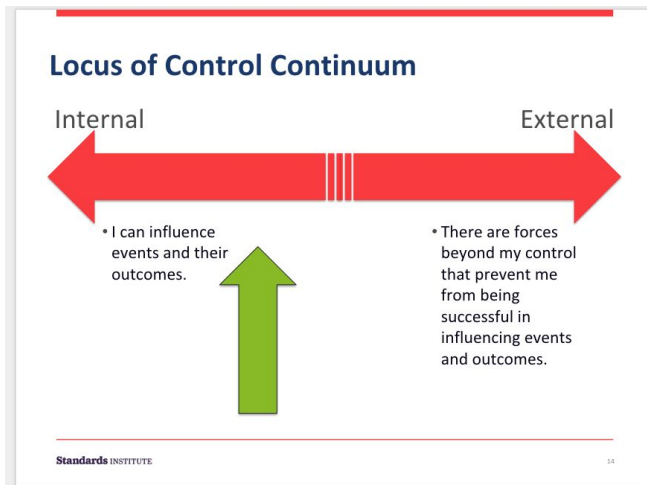 Locus of Control Continuum
Internal
External
• I can influence
events and their
outcomes.
• There are forces
beyond my control
that prevent me
from being
successful in
influencing events
and outcomes.
Standards INSTITUTE
14